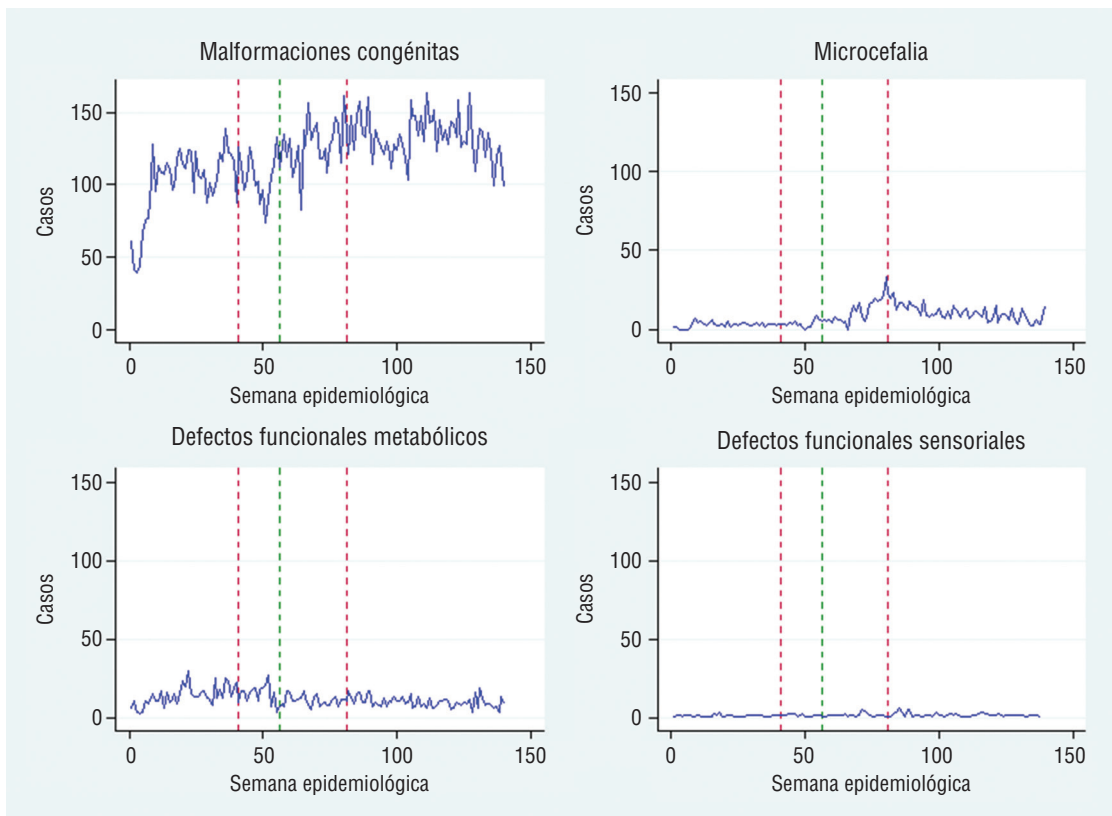 Malformaciones congénitas
150
100
50
0
Casos
0 50 100 150
Semana epidemiológica
Microcefalia
150
100
50
0
Casos
0 50 100 150
Semana epidemiológica
Defectos funcionales metabólicos
150
100
50
0
Casos
0 50 100 150
Semana epidemiológica
Defectos funcionales sensoriales
150
100
50
0
Casos
0 50 100 150
Semana epidemiológica